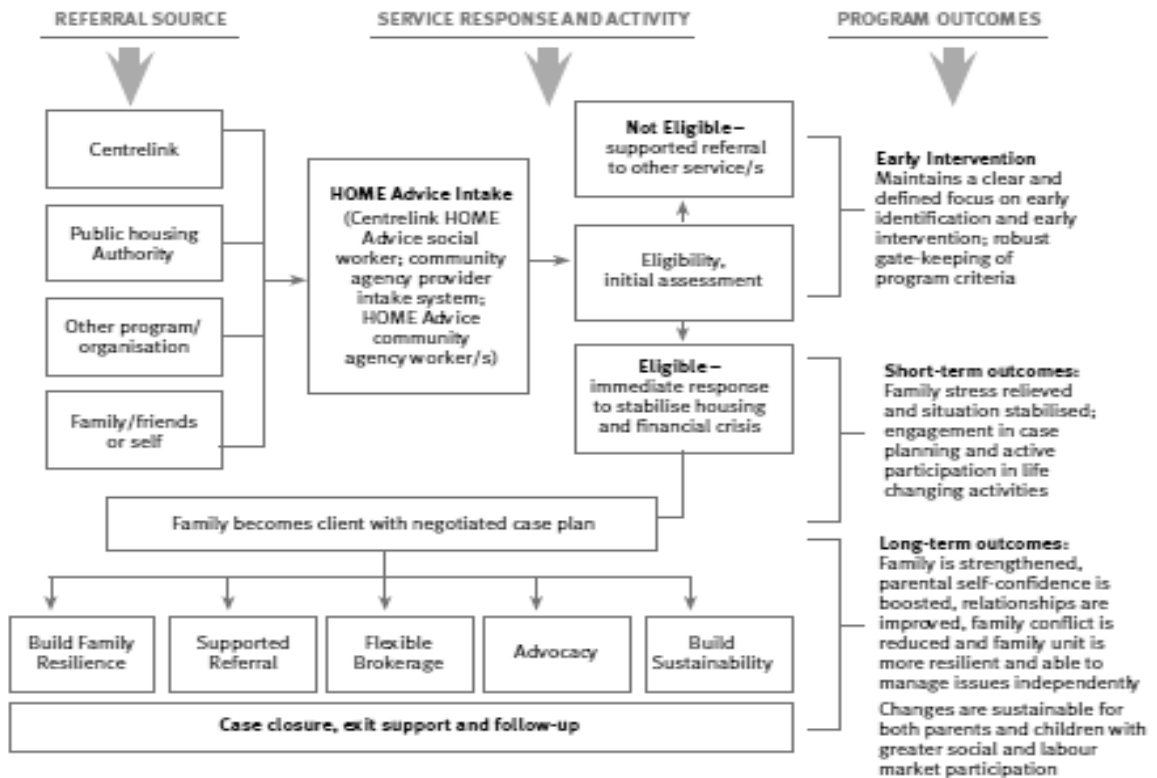 REFERRAL SOURCE
SERVICE RESPONSE AND ACTIVITY
PROGRAM OUTCOMES
Centrelink
Public housing
Authority
Other program/
organisation
Family/friends
or self
HOME Advice Intake
(Centrelink HOME
Advice social
worker; community
agency provider
intake system;
HOME Advice
community
agency worker/s)
Not Eligible–
supported referral
to other service/s
Eligibility,
initial assessment
Eligible–
immediate response
to stabilise housing
and financial crisis
Family becomes client with negotiated case plan
Build Family
Resilience
Supported
Referral
Flexible
Brokerage
Advocacy
Build
Sustainability
Case closure, exit support and follow-up
Early Intervention
Maintains a clear and
defined focus on early
identification and early
intervention; robust
gate-keeping of
program criteria
Short-term outcomes:
Family stress relieved
and situation stabilised;
engagement in case
planning and active
participation in life
changing activities
Long-term outcomes:
Family is strengthened,
parental self-confidence is
boosted, relationships are
improved, family conflict is
reduced and family unit is
more resilient and able to
manage issues independently
Changes are sustainable for
both parents and children with
greater social and labour
market participation